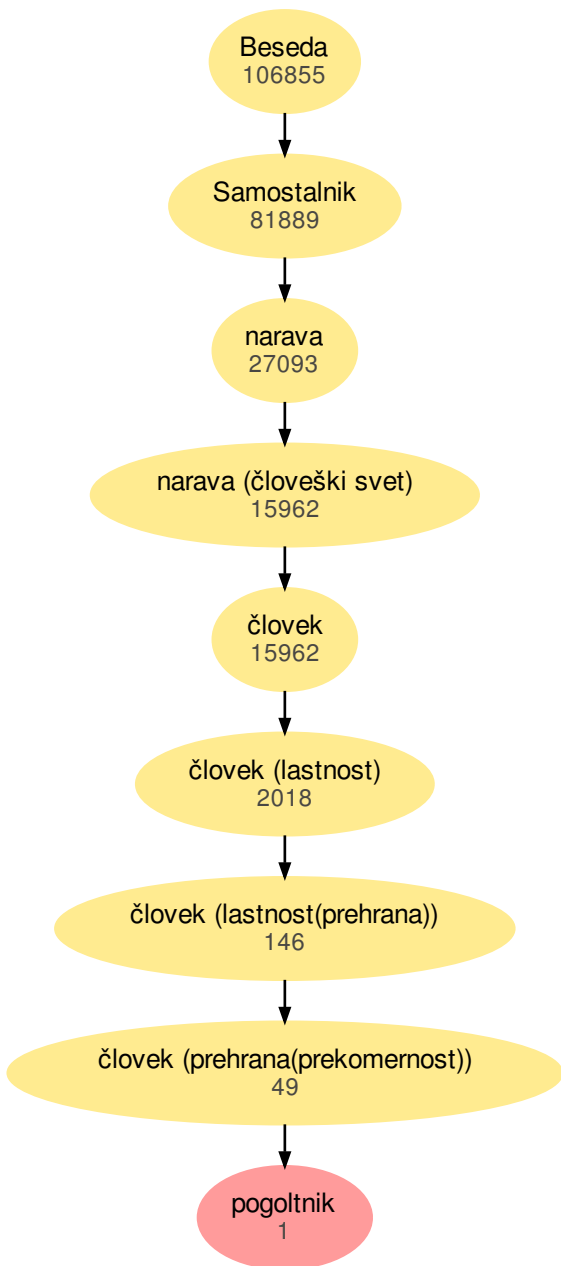 Beseda
106855
Samostalnik
81889
narava
27093
narava (človeški svet)
15962
človek
15962
človek (lastnost)
2018
človek (lastnost(prehrana))
146
človek (prehrana(prekomernost))
49
pogoltnik
1